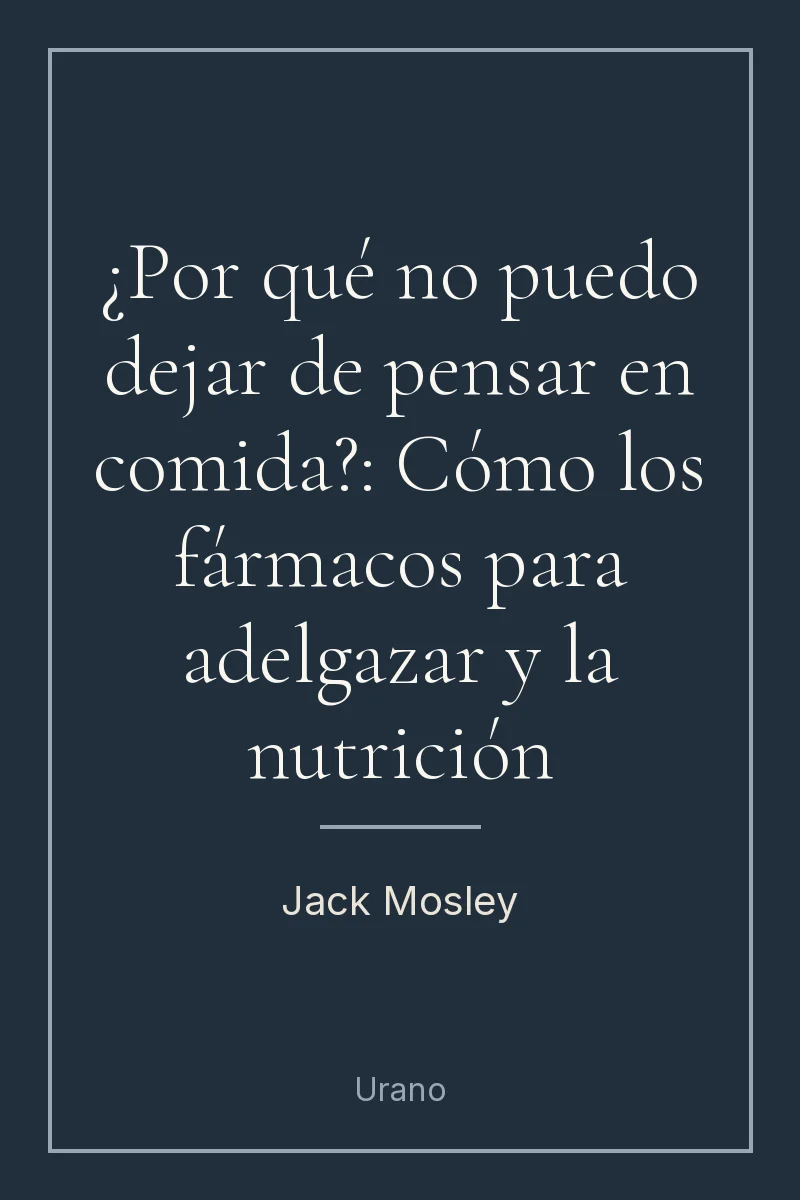 ¿Por qué no puedo
dejar de pensar en
comida?: Cómo los
fármacos para
adelgazar y la
nutrición
Jack Mosley
Urano